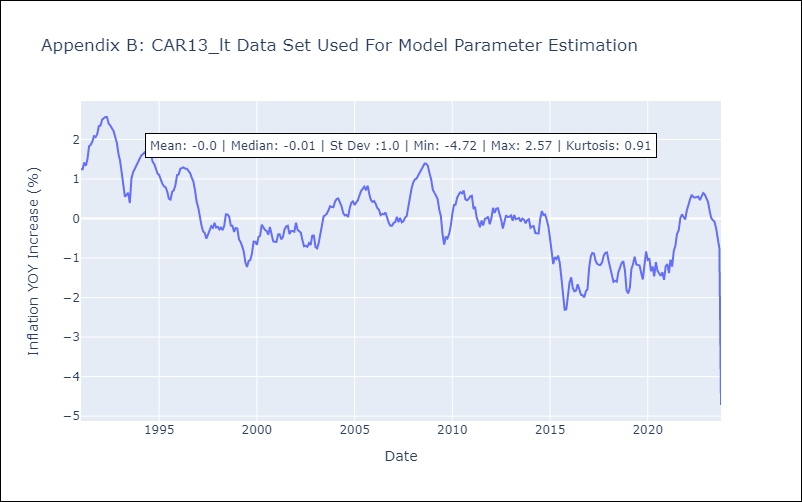 Appendix B: CAR13_lt Data Set Used For Model Parameter Estimation
Mean: -0.0 | Median: -0.01 | St Dev :1.0 | Min: -4.72 | Max: 2.57 | Kurtosis: 0.91
Inflation YOY Increase (%)
2
1
0
−1
−2
−3
−4
−5
1995 2000 2005 2010 2015 2020
Date